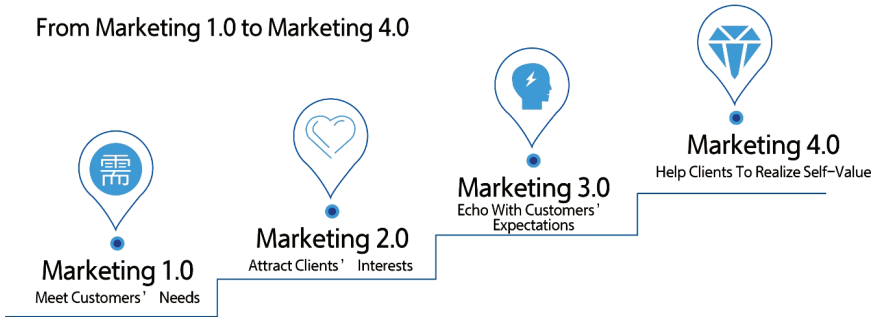 From Marketing 1.0 to Marketing 4.0
需
Marketing 1.0
Meet Customers' Needs
Marketing 2.0
Attract Clients' Interests
Marketing 3.0
Echo With Customers'
Expectations
Marketing 4.0
Help Clients To Realize Self-Value